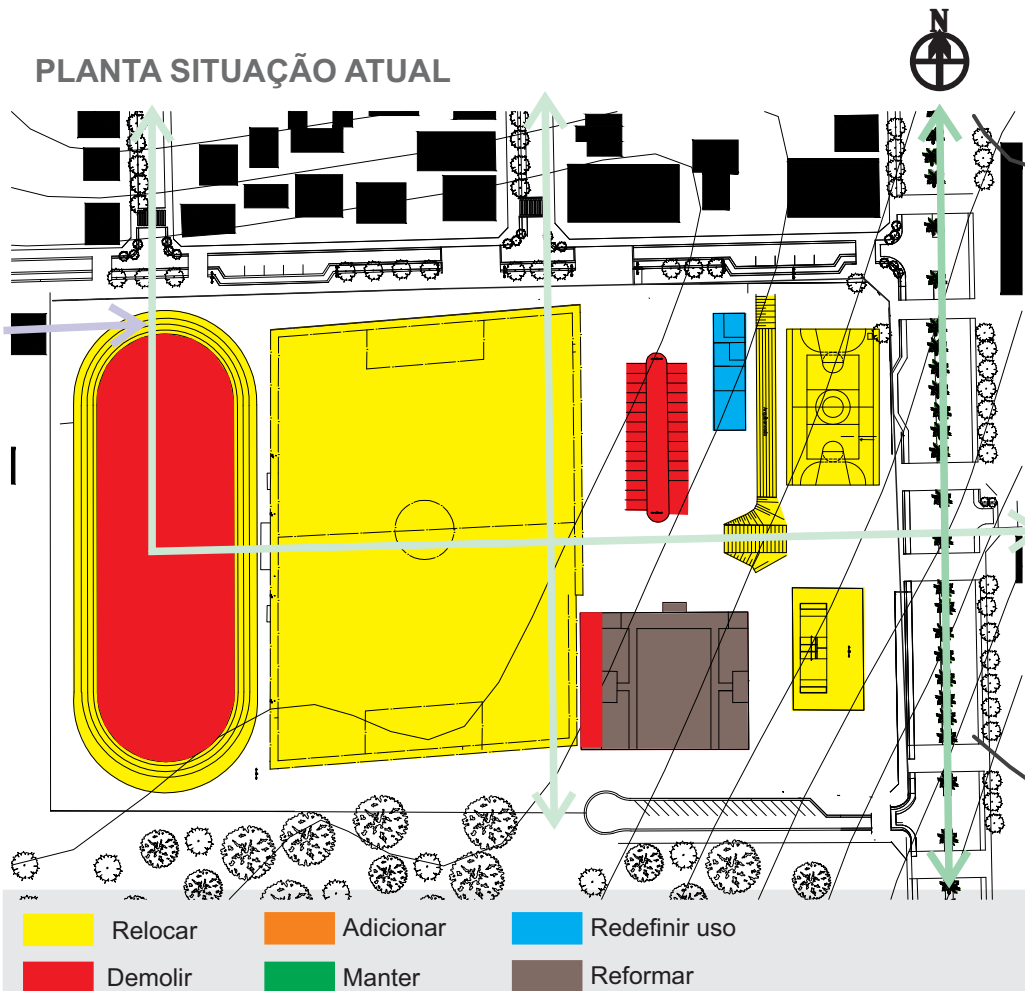 N
PLANTA SITUAÇÃO ATUAL
Relocar
Adicionar
Redefinir uso
Demolir
Manter
Reformar